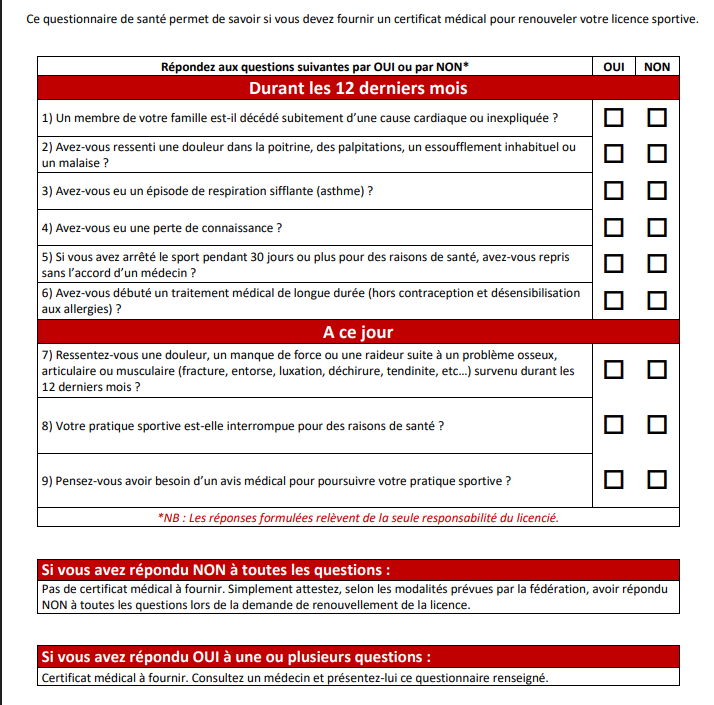 Ce questionnaire de santé permet de savoir si vous devez fournir un certificat médical pour renouveler votre licence sportive.
Répondez aux questions suivantes par OUI ou par NON* OUI NON
Durant les 12 derniers mois
1) Un membre de votre famille est-il décédé subitement d’une cause cardiaque ou inexpliquée ?
2) Avez-vous ressenti une douleur dans la poitrine, des palpitations, un essoufflement inhabituel ou
un malaise ?
3) Avez-vous eu un épisode de respiration sifflante (asthme) ?
4) Avez-vous eu une perte de connaissance ?
5) Si vous avez arrêté le sport pendant 30 jours ou plus pour des raisons de santé, avez-vous repris
sans l’accord d’un médecin ?
6) Avez-vous débuté un traitement médical de longue durée (hors contraception et désensibilisation
aux allergies) ?
A ce jour
7) Ressentez-vous une douleur, un manque de force ou une raideur suite à un problème osseux,
articulaire ou musculaire (fracture, entorse, luxation, déchirure, tendinite, etc…) survenu durant les
12 derniers mois ?
8) Votre pratique sportive est-elle interrompue pour des raisons de santé ?
9) Pensez-vous avoir besoin d’un avis médical pour poursuivre votre pratique sportive ?
*NB : Les réponses formulées relèvent de la seule responsabilité du licencié.
Si vous avez répondu NON à toutes les questions :
Pas de certificat médical à fournir. Simplement attestez, selon les modalités prévues par la fédération, avoir répondu
NON à toutes les questions lors de la demande de renouvellement de la licence.
Si vous avez répondu OUI à une ou plusieurs questions :
Certificat médical à fournir. Consultez un médecin et présentez-lui ce questionnaire renseigné.